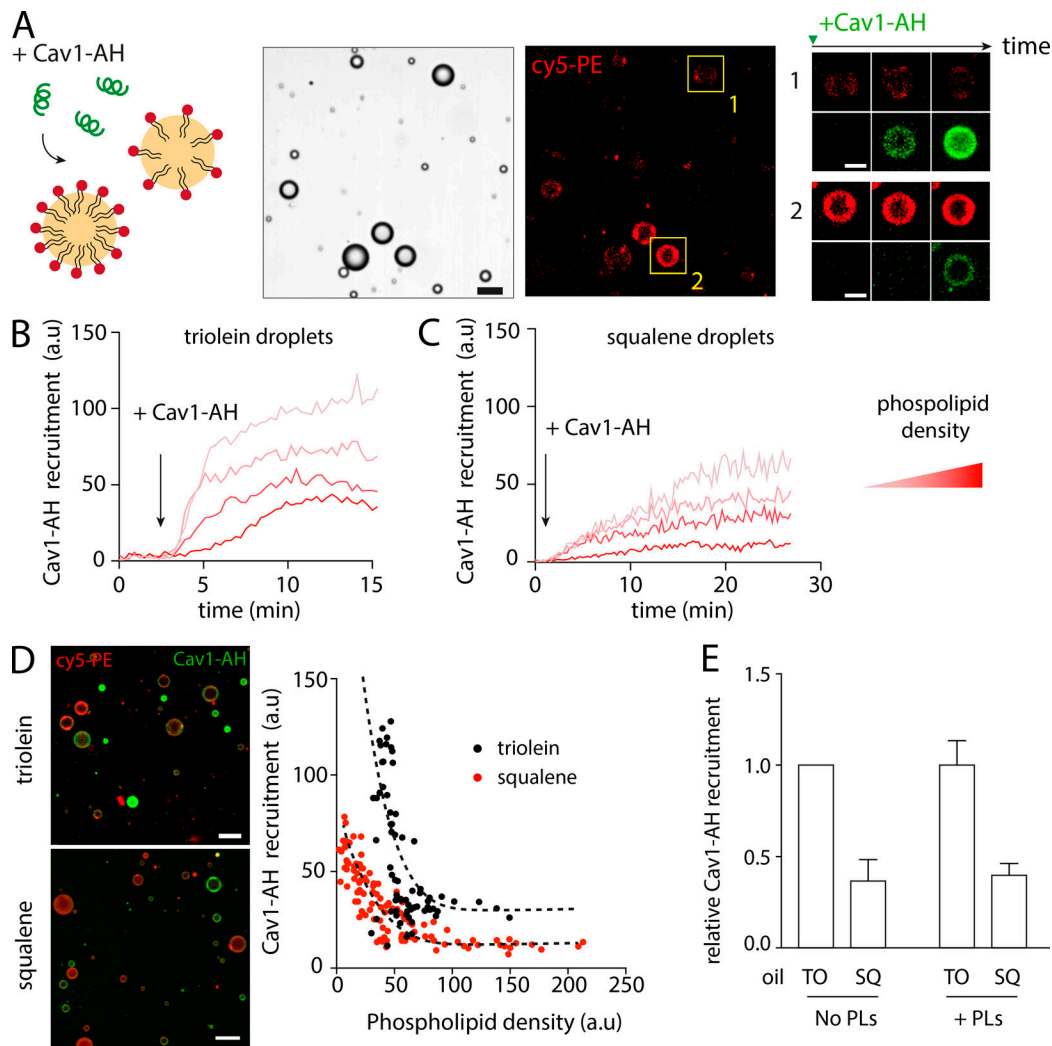 A
+ Cav1-AH
cy5-PE
1
2
+Cav1-AH
time
1
2
B
triolein droplets
Cav1-AH recruitment (a.u)
150
100
50
0
+ Cav1-AH
0
5
10
15
time (min)
C
squalene droplets
Cav1-AH recruitment (a.u)
150
100
50
0
+ Cav1-AH
0
10
20
30
time (min)
phospolipid
density
D
cy5-PE
Cav1-AH
triolein
squalene
Cav1-AH recruitment (a.u)
150
100
50
0
triolein
squalene
0
50
100
150
200
250
Phospholipid density (a.u)
E
relative Cav1-AH recruitment
1.5
1.0
0.5
0.0
oil TO SQ TO SQ
No PLs + PLs